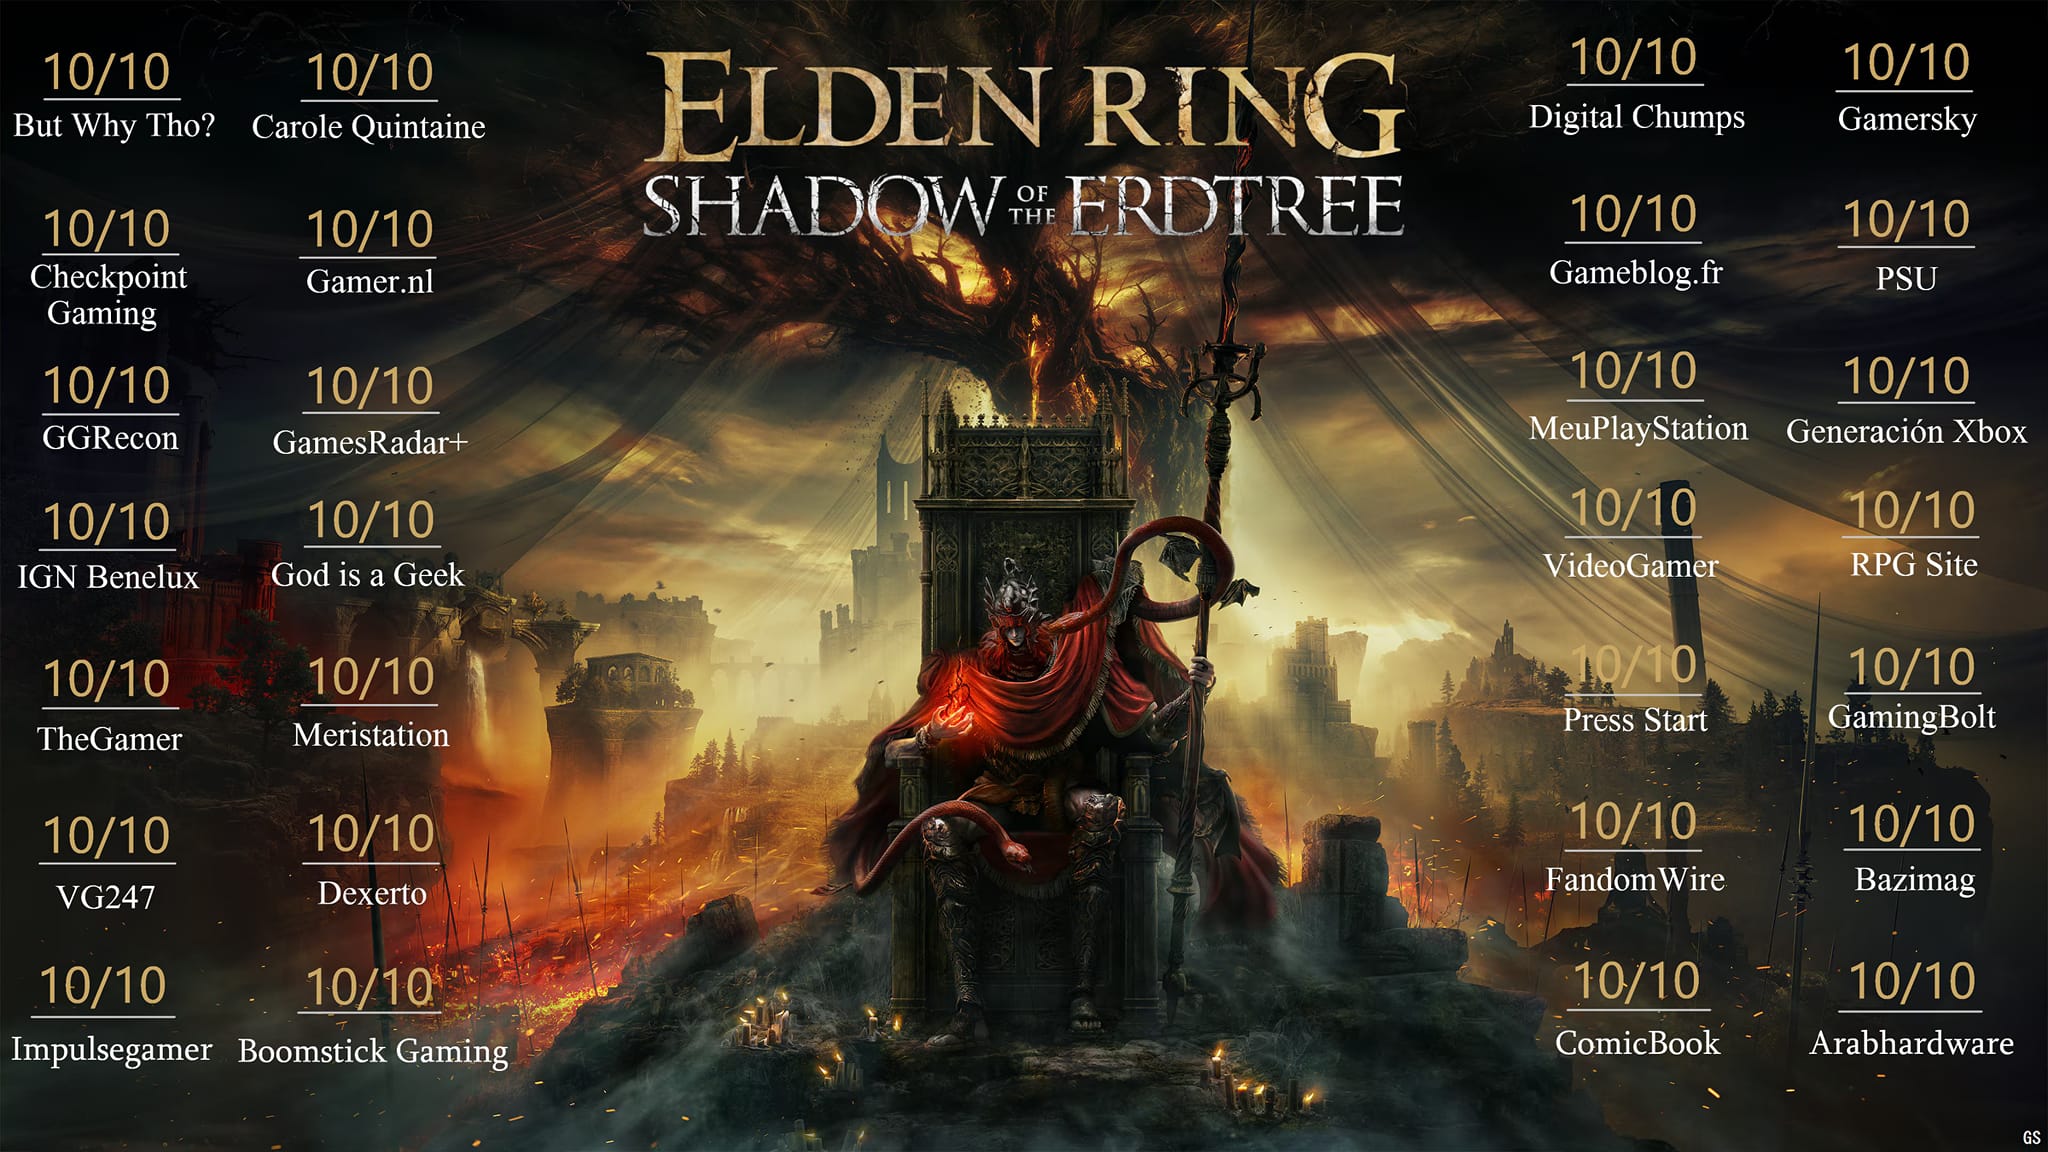 ELDEN RING
SHADOW OF THE ERDTREE
10/10
But Why Tho?
10/10
Carole Quintaine
10/10
Checkpoint
Gaming
10/10
Gamer.nl
10/10
GGRecon
10/10
GamesRadar+
10/10
IGN Benelux
10/10
God is a Geek
10/10
TheGamer
10/10
Meristation
10/10
VG247
10/10
Dexerto
10/10
Impulsegamer
10/10
Boomstick Gaming
10/10
Digital Chumps
10/10
Gamersky
10/10
Gameblog.fr
10/10
PSU
10/10
MeuPlayStation
10/10
Generación Xbox
10/10
VideoGamer
10/10
RPG Site
10/10
Press Start
10/10
GamingBolt
10/10
FandomWire
10/10
Bazimag
10/10
ComicBook
10/10
Arabhardware
GS